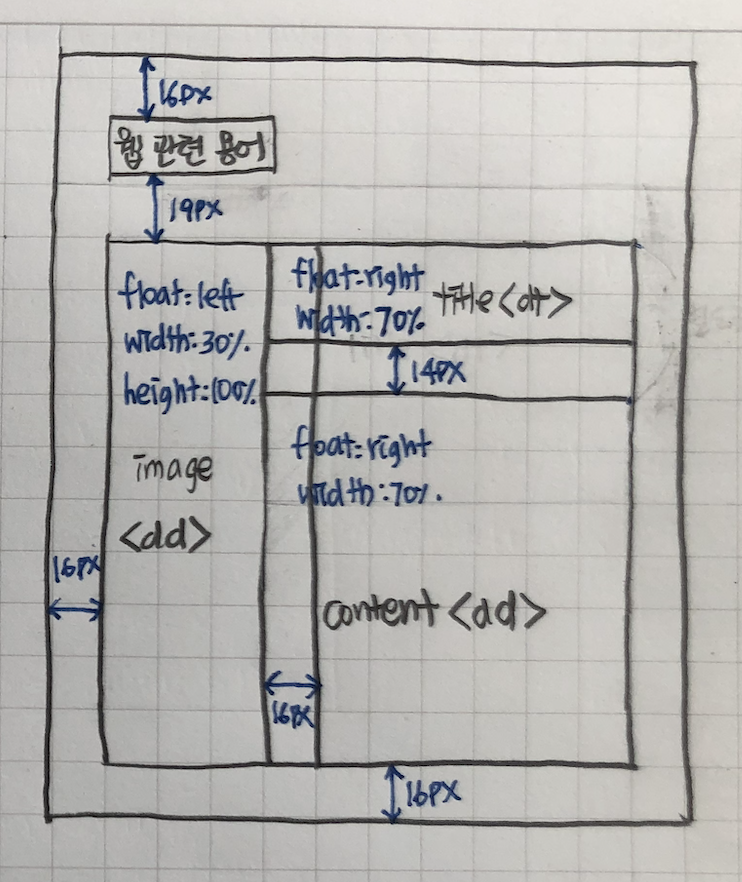 16px
웹 관련 용어
19px
float:left
width:30%.
height:100%.
image
<dd>
float:right
width:70%.
title<dt>
14px
float:right
width:70%.
content<dd>
16px
16px
16px